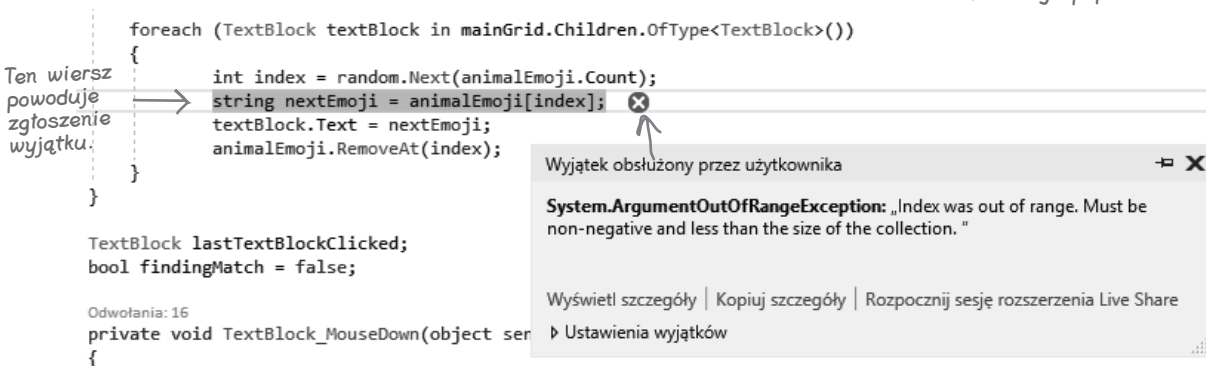 foreach (TextBlock textBlock in mainGrid.Children.OfType<TextBlock>())
{
int index = random.Next(animalEmoji.Count);
string nextEmoji = animalEmoji[index];
textBlock.Text = nextEmoji;
animalEmoji.RemoveAt(index);
}
}
Ten wiersz
powoduje
zgłoszenie
wyjątku.
TextBlock lastTextBlockClicked;
bool findingMatch = false;
Odwołania: 16
private void TextBlock_MouseDown(object sen
{
Wyjątek obsłużony przez użytkownika
System.ArgumentOutOfRangeException: „Index was out of range. Must be
non-negative and less than the size of the collection. “
Wyświetl szczegóły | Kopiuj szczegóły | Rozpocznij sesję rozszerzenia Live Share
Ustawienia wyjątków